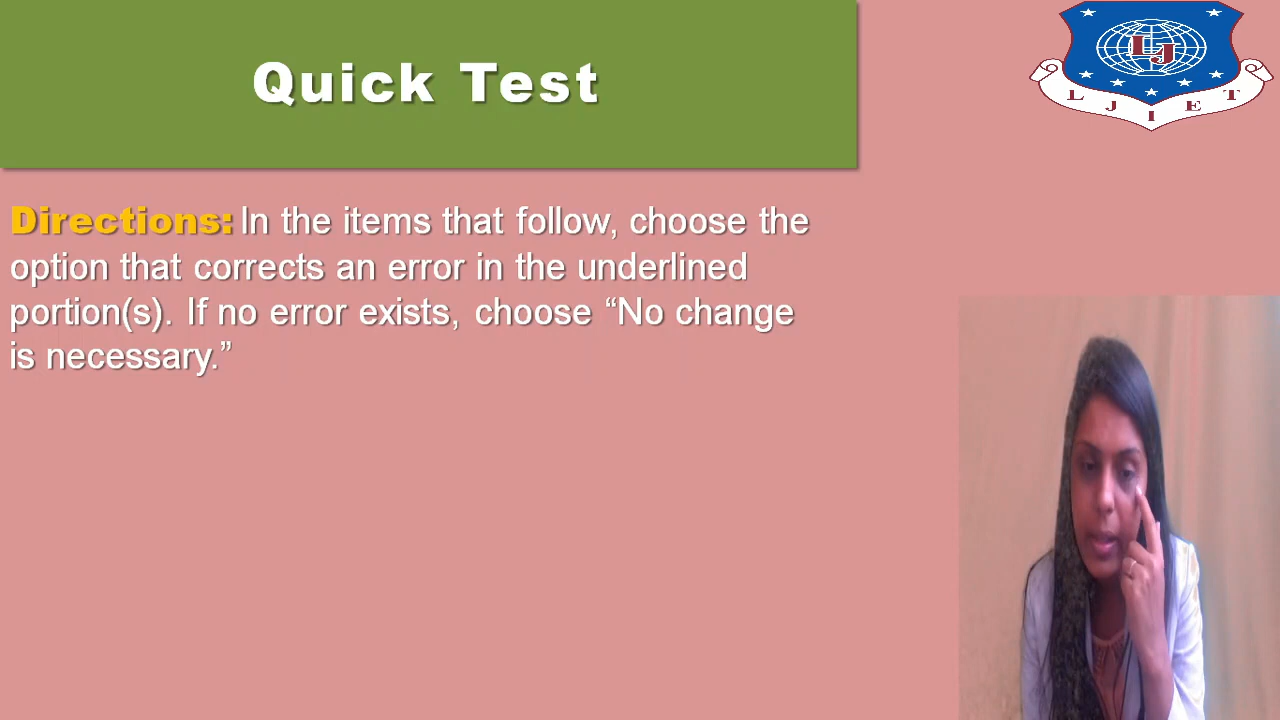 Quick Test
LJ
L J I E T
Directions: In the items that follow, choose the
option that corrects an error in the underlined
portion(s). If no error exists, choose “No change
is necessary.”